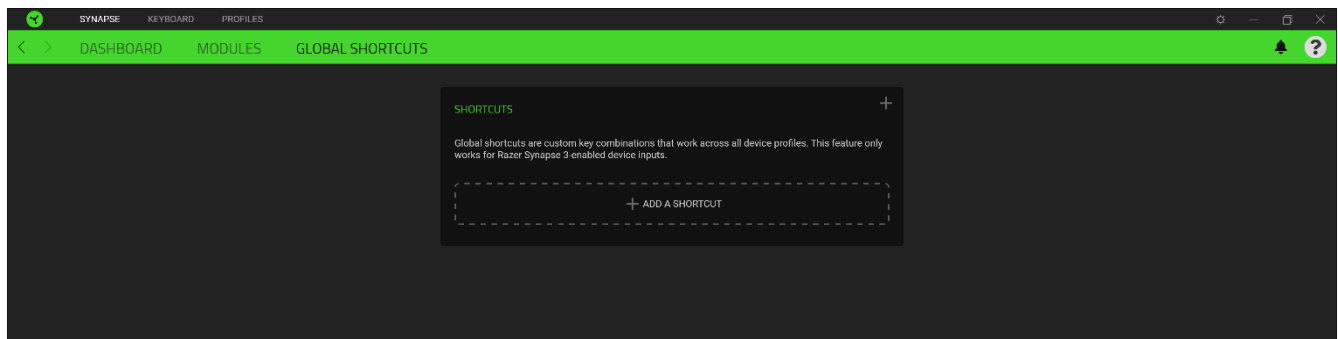 SYNAPSE KEYBOARD PROFILES
DASHBOARD MODULES GLOBAL SHORTCUTS
SHORTCUTS
Global shortcuts are custom key combinations that work across all device profiles. This feature only
works for Razer Synapse 3-enabled device inputs.
ADD A SHORTCUT